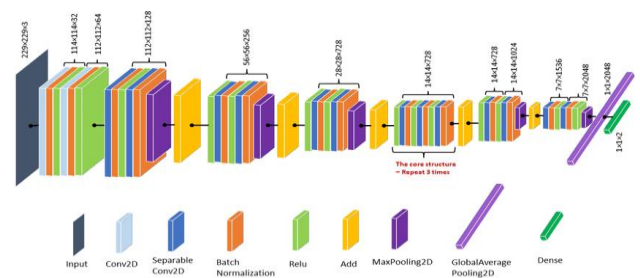 229×229×3
114×114×32
112×112×64
112×112×128
56×56×256
28×28×728
14×14×728
14×14×728
14×14×1024
7×7×1536
7×7×2048
1×1×2048
1×1×2
The core structure
– Repeat 3 times
Input
Conv2D
Separable
Conv2D
Batch
Normalization
Relu
Add
MaxPooling2D
GlobalAverage
Pooling2D
Dense